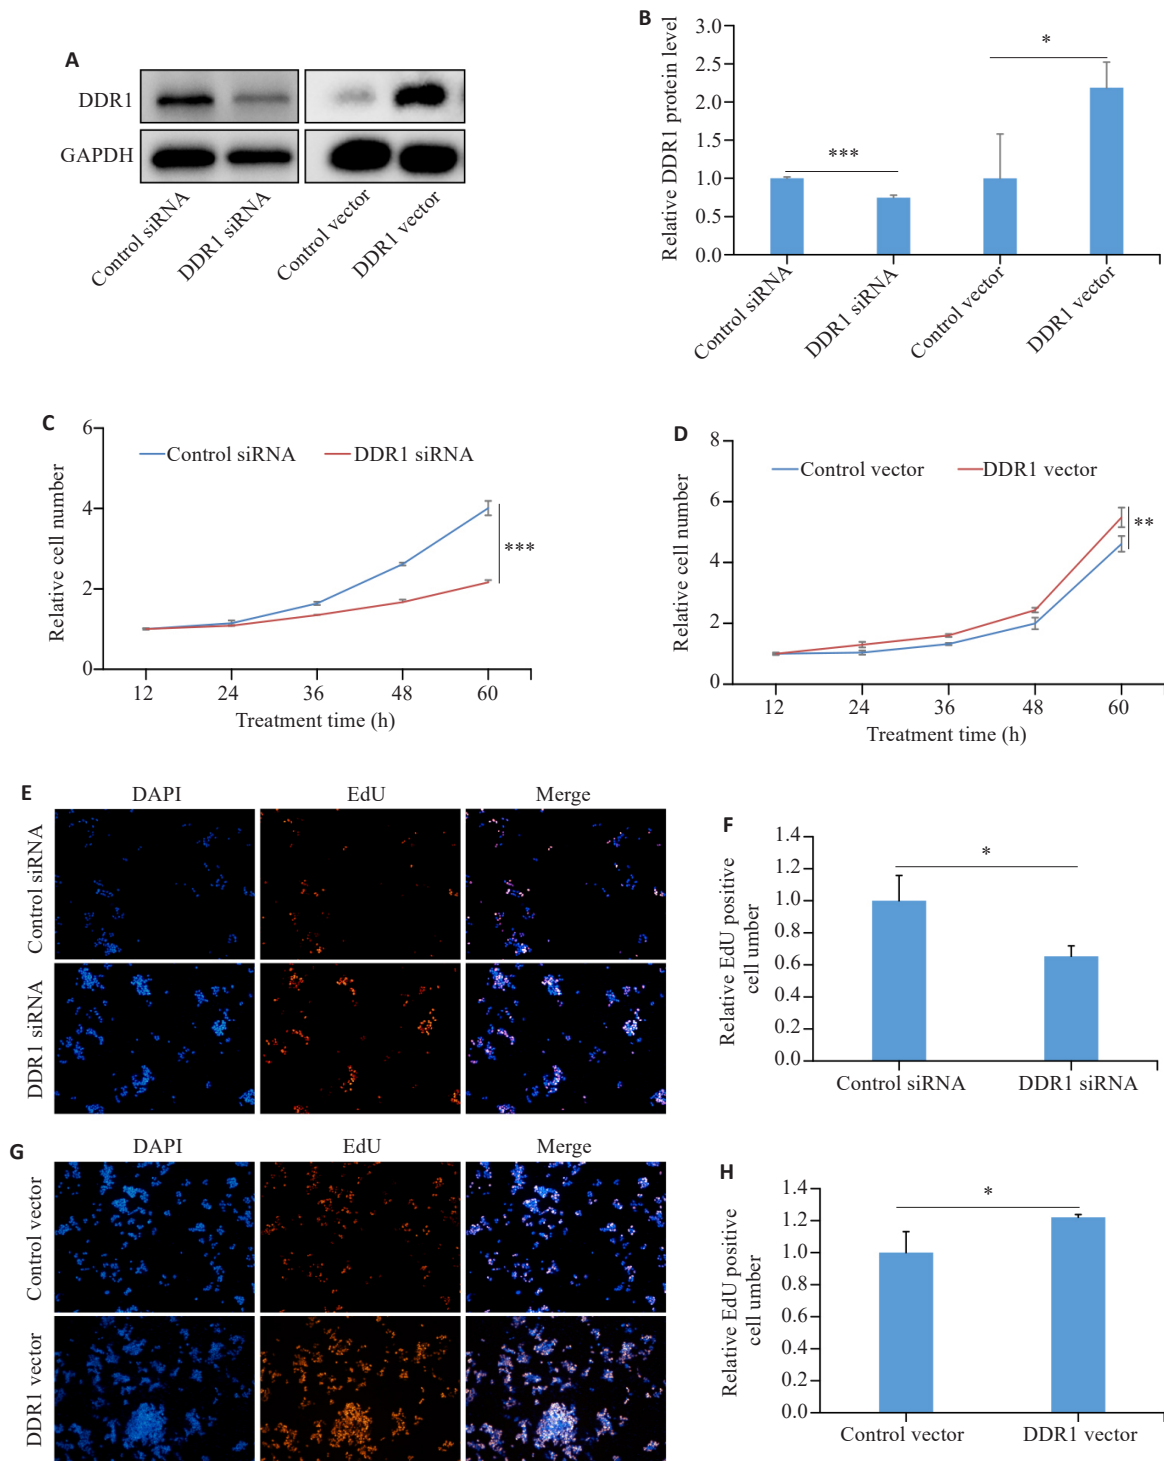 A
DDR1
GAPDH
Control siRNA
DDR1 siRNA
Control vector
DDR1 vector
B
Relative DDR1 protein level
3.0
2.5
2.0
1.5
1.0
0.5
0.0
***
*
Control siRNA
DDR1 siRNA
Control vector
DDR1 vector
C
Relative cell number
6
4
2
0
Control siRNA
DDR1 siRNA
***
12 24 36 48 60
Treatment time (h)
D
Relative cell number
8
6
4
2
0
Control vector
DDR1 vector
**
12 24 36 48 60
Treatment time (h)
E
DAPI EdU Merge
Control siRNA
DDR1 siRNA
F
Relative EdU positive
cell umber
1.4
1.2
1.0
0.8
0.6
0.4
0.2
0.0
*
Control siRNA DDR1 siRNA
G
DAPI EdU Merge
Control vector
DDR1 vector
H
Relative EdU positive
cell umber
1.4
1.2
1.0
0.8
0.6
0.4
0.2
0.0
*
Control vector DDR1 vector